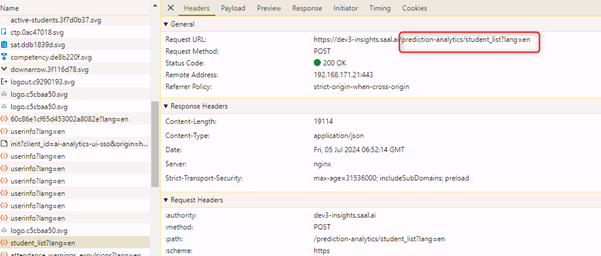 Name
active-students.3f7d0b37.svg
ctp.0ac47018.svg
sat.ddb1839d.svg
competency.de8b220f.svg
downarrow.3f116d78.svg
logout.c9290193.svg
logo.c5cbaa50.svg
logo.c5cbaa50.svg
60c86e1cf65d453002a8082e?lang=en
userinfo?lang=en
init?client_id=ai-analytics-ui-sso&origin=h...
userinfo?lang=en
userinfo?lang=en
userinfo?lang=en
userinfo?lang=en
logo.c5cbaa50.svg
student_list?lang=en
attendance_warnings_expulsions?lang=en
Headers Payload Preview Response Initiator Timing Cookies
▼ General
Request URL: https://dev3-insights.saal.ai/prediction-analytics/student_list?lang=en
Request Method: POST
Status Code: 200 OK
Remote Address: 192.168.171.21:443
Referrer Policy: strict-origin-when-cross-origin
▼ Response Headers
Content-Length: 19114
Content-Type: application/json
Date: Fri, 05 Jul 2024 06:52:14 GMT
Server: nginx
Strict-Transport-Security: max-age=31536000; includeSubDomains; preload
▼ Request Headers
:authority: dev3-insights.saal.ai
:method: POST
:path: /prediction-analytics/student_list?lang=en
:scheme: https